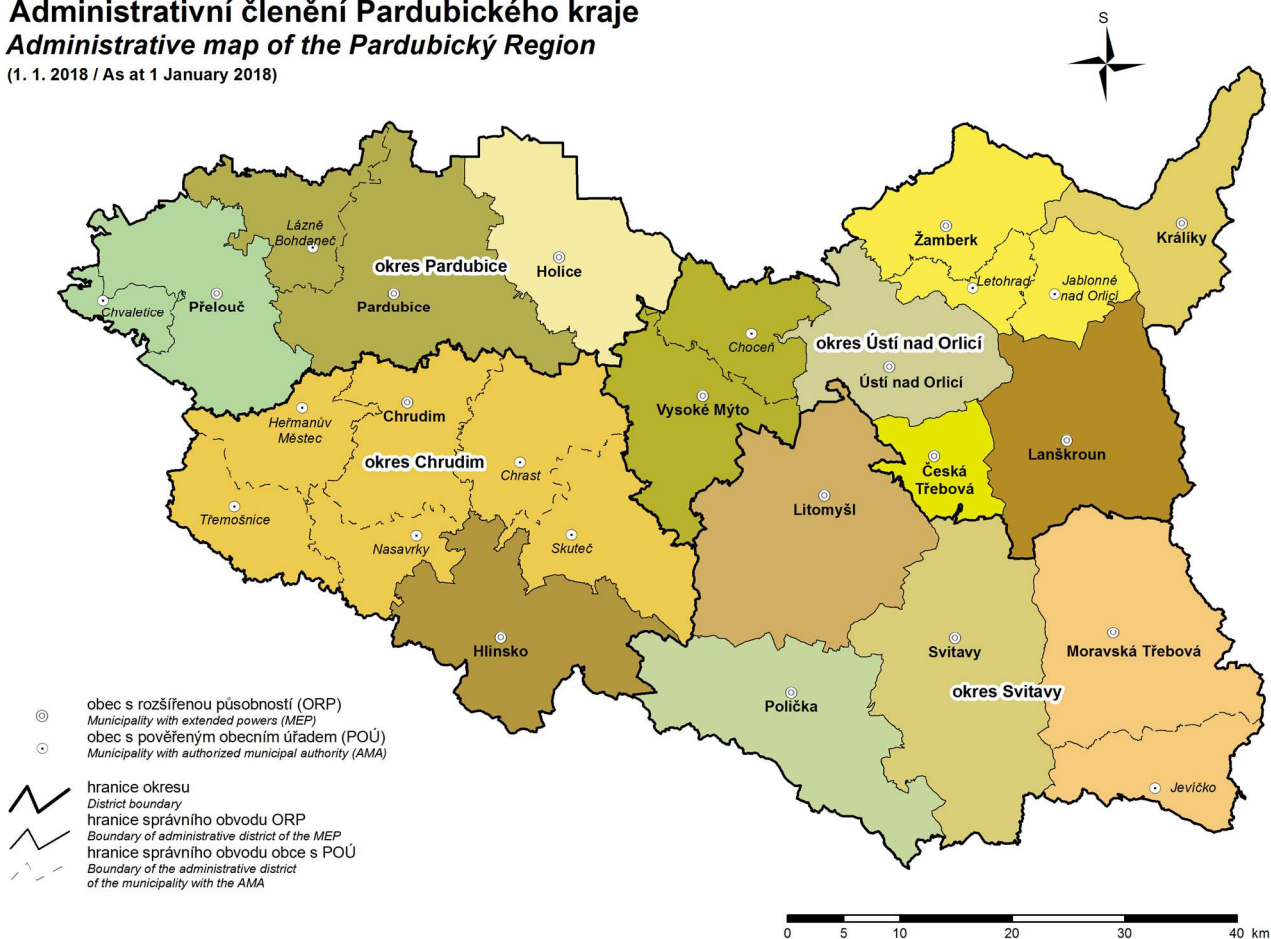 Administrativní členění Pardubického kraje
Administrative map of the Pardubický Region
(1. 1. 2018 / As at 1 January 2018)
S
Žamberk
Králíky
Letohrad
Jablonné
nad Orlicí
Lázně
Bohdaneč
okres Pardubice
Holice
Chvaletice
Přelouč
Pardubice
Choceň
okres Ústí nad Orlicí
Ústí nad Orlicí
Vysoké Mýto
Heřmanův
Městec
Chrudim
okres Chrudim
Chrast
Česká
Třebová
Lanškroun
Litomyšl
Třemošnice
Nasavrky
Skuteč
Hlinsko
Svitavy
Moravská Třebová
okres Svitavy
Polička
Jevíčko
obec s rozšířenou působností (ORP)
Municipality with extended powers (MEP)
obec s pověřeným obecním úřadem (POÚ)
Municipality with authorized municipal authority (AMA)
hranice okresu
District boundary
hranice správního obvodu ORP
Boundary of administrative district of the MEP
hranice správního obvodu obce s POÚ
Boundary of the administrative district
of the municipality with the AMA
0 5 10 20 30 40 km